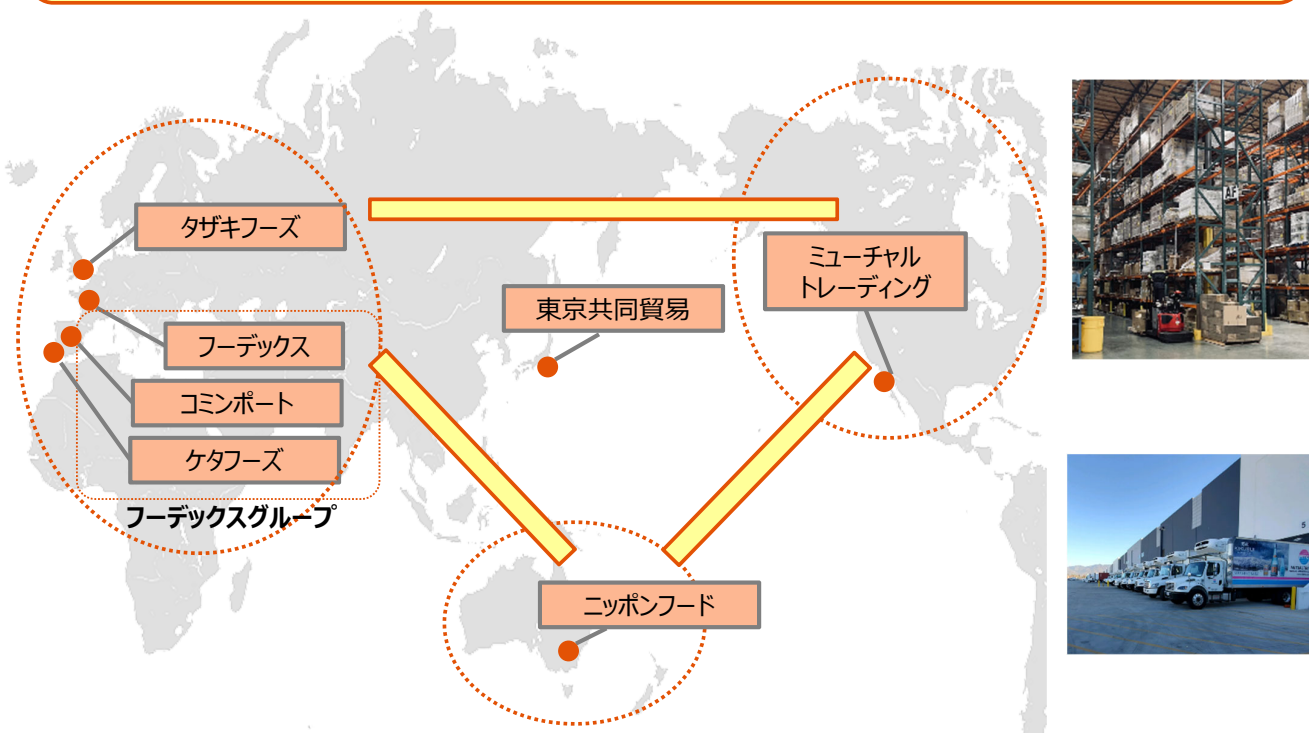 タザキフーズ
ミューチャル
トレーディング
東京共同貿易
フーデックス
コミンポート
ケタフーズ
フーデックスグループ
ニッポンフード
AF